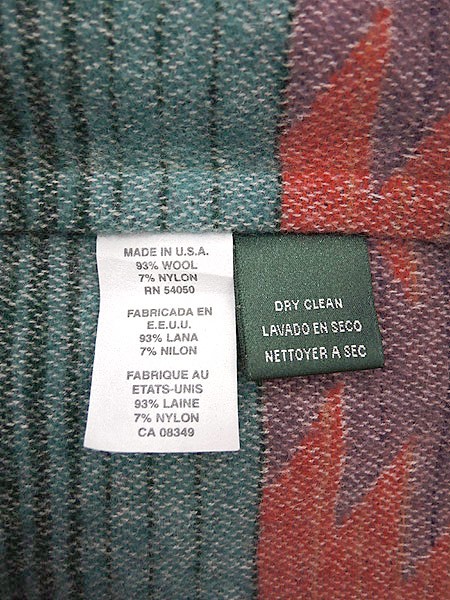 MADE IN U.S.A.
93% WOOL
7% NYLON
RN 54050
FABRICADA EN
E.E.U.U.
93% LANA
7% NILON
FABRIQUE AU
ETATS-UNIS
93% LAINE
7% NYLON
CA 08349
DRY CLEAN
LAVADO EN SECO
NETTOYER A SEC